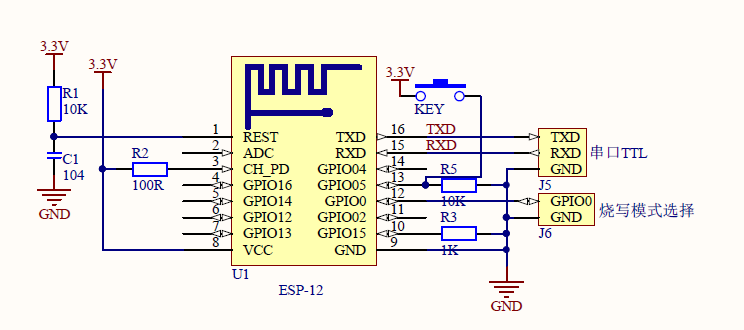 3.3V
3.3V
R1
10K
C1
104
GND
R2
100R
1 REST
2 ADC
3 CH_PD
4 GPIO16
5 GPIO14
6 GPIO12
7 GPIO13
8 VCC
TXD 16
RXD 15
GPIO04 14
GPIO05 13
GPIO0 12
GPIO02 11
GPIO15 10
GND 9
U1
ESP-12
3.3V
KEY
TXD
RXD
R5
10K
R3
1K
GND
TXD
RXD
GND
J5
串口TTL
GPIO0
GND
J6
烧写模式选择